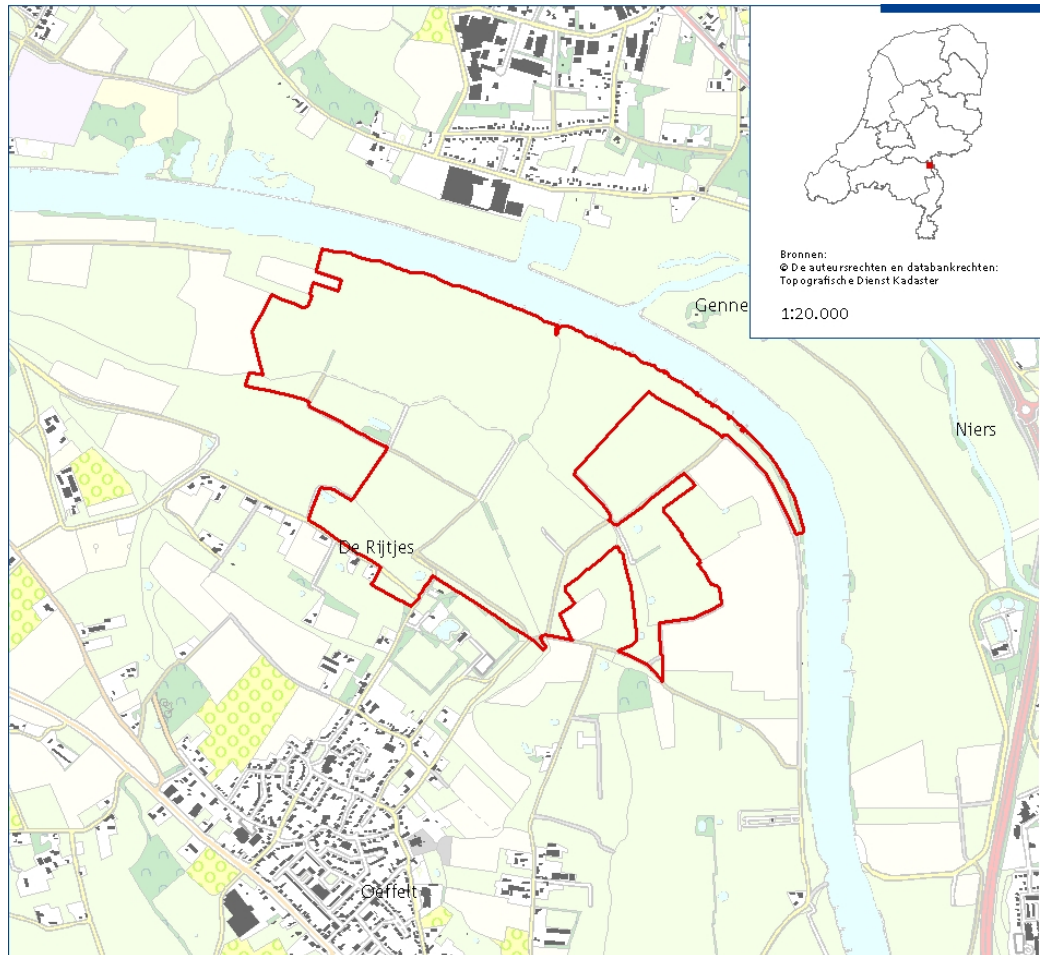 Bronnen:
© De auteursrechten en databankrechten:
Topografische Dienst Kadaster
1:20.000
Genne
Niers
De Rijtjes
Oeffelt